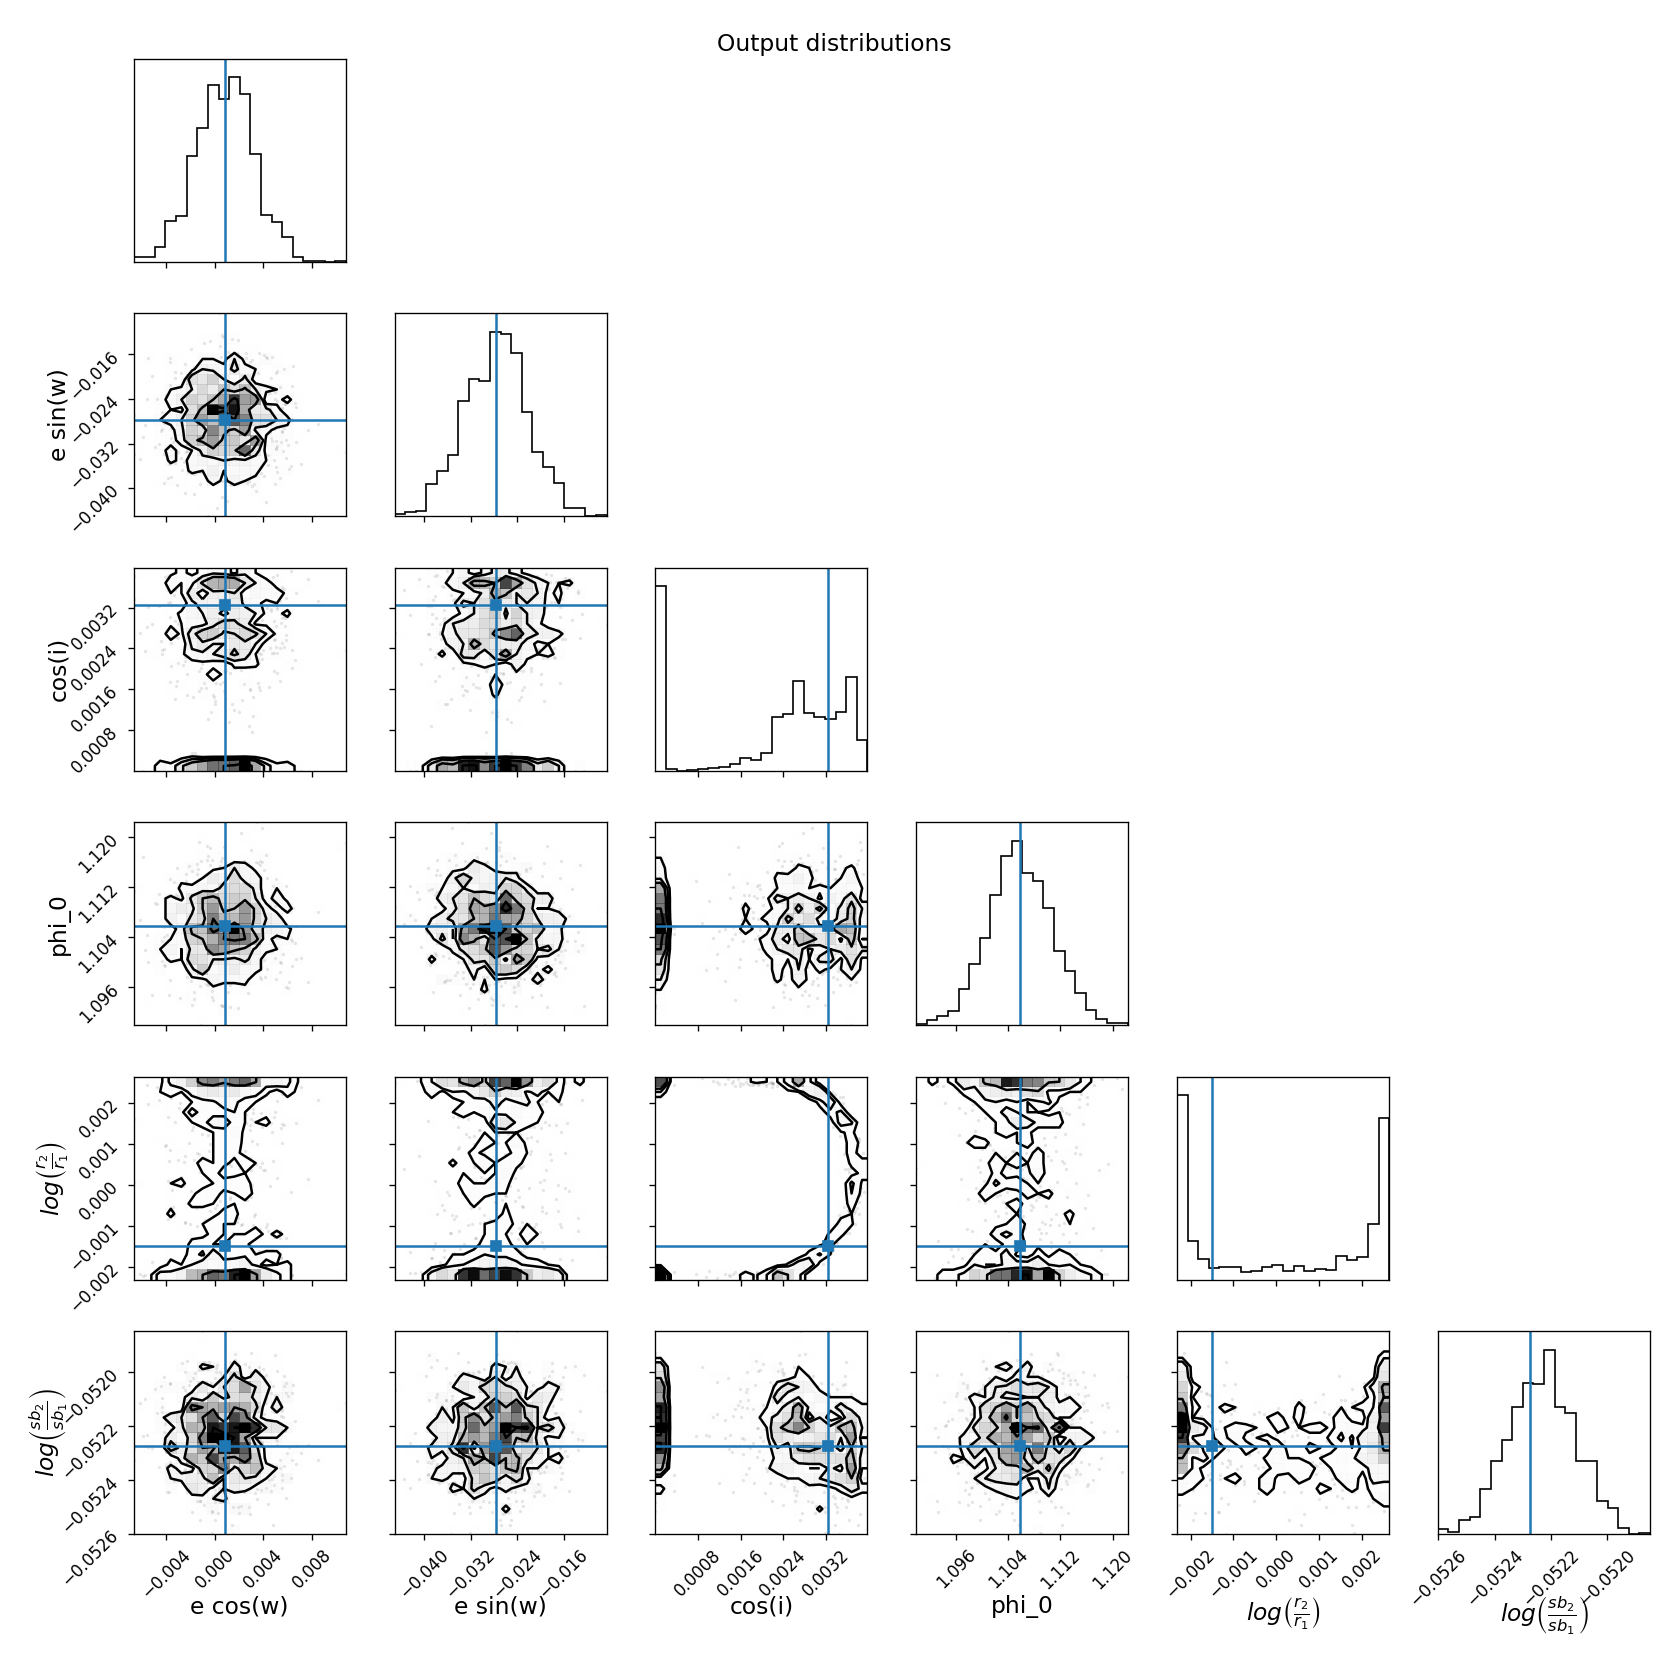 Output distributions
e sin(w)
−0.016
−0.024
−0.032
−0.040
cos(i)
0.0032
0.0024
0.0016
0.0008
phi_0
1.120
1.112
1.104
1.096
log(r₂/r₁)
0.002
0.001
0.000
−0.001
−0.002
log(sb₂/sb₁)
−0.0520
−0.0522
−0.0524
−0.0526
−0.004 0.000 0.004 0.008
−0.040 −0.032 −0.024 −0.016
0.0008 0.0016 0.0024 0.0032
1.096 1.104 1.112 1.120
−0.002 −0.001 0.000 0.001 0.002
−0.0526 −0.0524 −0.0522 −0.0520
e cos(w) e sin(w) cos(i) phi_0 log(r₂/r₁) log(sb₂/sb₁)